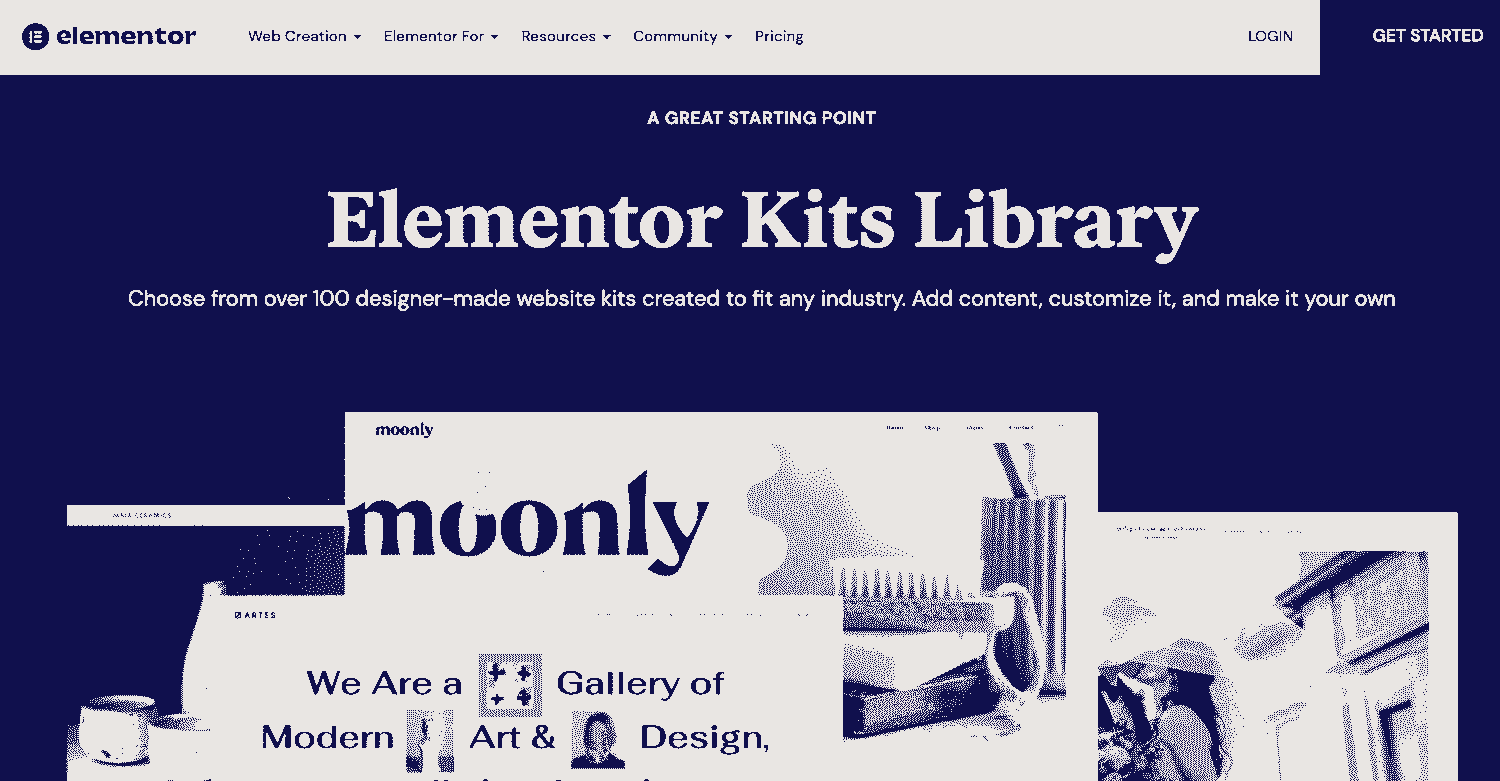 elementor
Web Creation
Elementor For
Resources
Community
Pricing
LOGIN
GET STARTED
A GREAT STARTING POINT
Elementor Kits Library
Choose from over 100 designer-made website kits created to fit any industry. Add content, customize it, and make it your own
moonly
moonly
ARTES
We Are a Gallery of
Modern Art & Design,